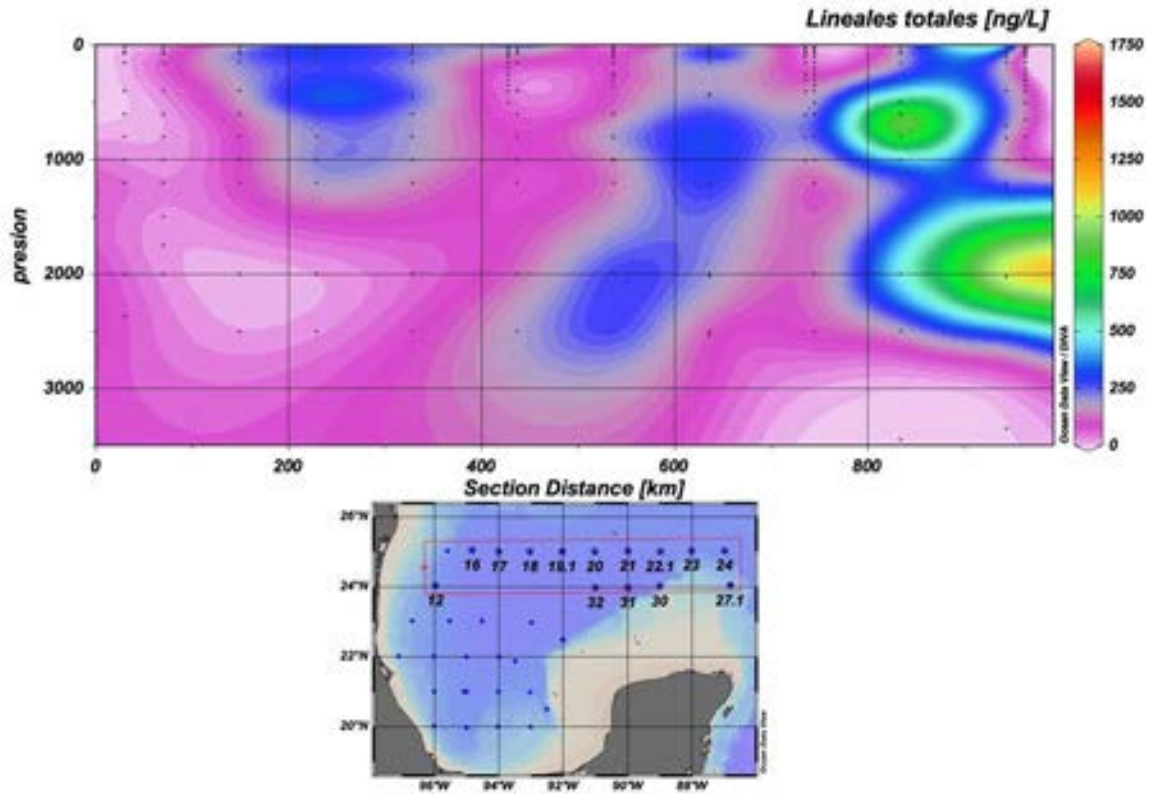 Lineales totales [ng/L]
0
1000
2000
3000
presion
0 200 400 600 800
Section Distance [km]
1750
1500
1250
1000
750
500
250
0
Ocean Data View / DIVA
26°N
24°N
22°N
20°N
16 17 18 19.1 20 21 22.1 23 24
12 32 31 30 27.1
96°W 94°W 92°W 90°W 88°W
Ocean Data View